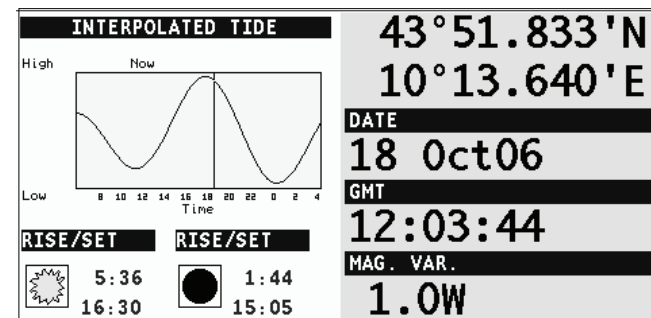 INTERPOLATED TIDE
High
Now
Low
8 10 12 14 16 18 20 22 0 2 4
Time
RISE/SET
RISE/SET
5:36
16:30
1:44
15:05
43°51.833'N
10°13.640'E
DATE
18 Oct06
GMT
12:03:44
MAG. VAR.
1.0W